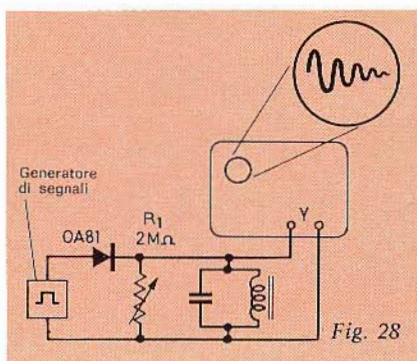 Generatore
di segnali
OA81
R1
2MΩ
Y
Fig. 28